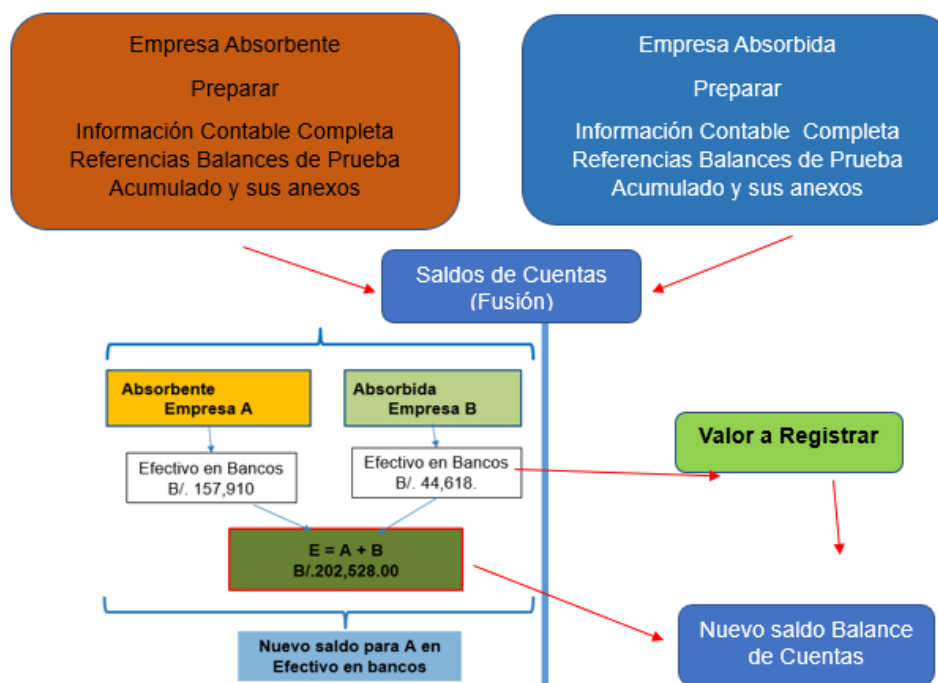 Empresa Absorbente
Preparar
Información Contable Completa
Referencias Balances de Prueba
Acumulado y sus anexos
Empresa Absorbida
Preparar
Información Contable Completa
Referencias Balances de Prueba
Acumulado y sus anexos
Saldos de Cuentas
(Fusión)
Absorbente
Empresa A
Absorbida
Empresa B
Efectivo en Bancos
B/. 157,910
Efectivo en Bancos
B/. 44,618.
Valor a Registrar
E = A + B
B/.202,528.00
Nuevo saldo para A en
Efectivo en bancos
Nuevo saldo Balance
de Cuentas